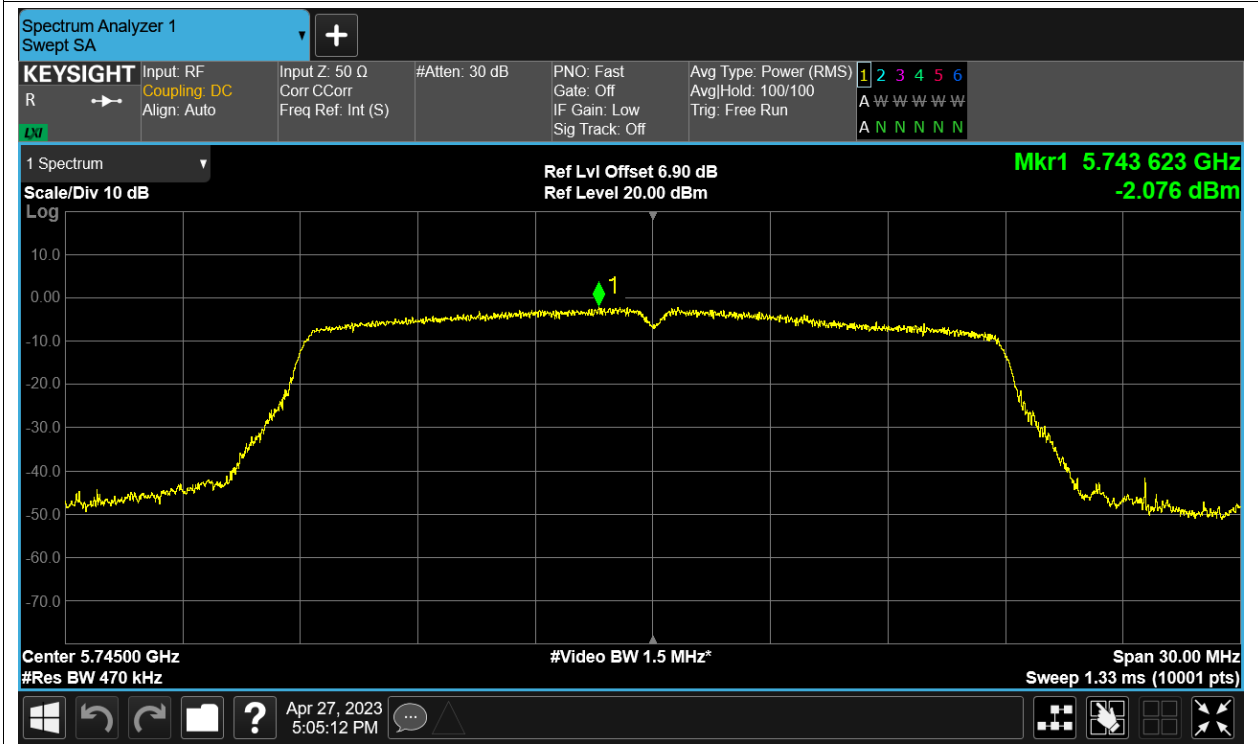 Spectrum Analyzer 1
Swept SA
+
KEYSIGHT
R
LXI
Input: RF
Coupling: DC
Align: Auto
Input Z: 50 Ω
Corr CCorr
Freq Ref: Int (S)
#Atten: 30 dB
PNO: Fast
Gate: Off
IF Gain: Low
Sig Track: Off
Avg Type: Power (RMS)
Avg|Hold: 100/100
Trig: Free Run
1 2 3 4 5 6
A W W W W W
A N N N N N
1 Spectrum
Scale/Div 10 dB
Log
Ref Lvl Offset 6.90 dB
Ref Level 20.00 dBm
Mkr1 5.743 623 GHz
-2.076 dBm
1
10.0
0.00
-10.0
-20.0
-30.0
-40.0
-50.0
-60.0
-70.0
Center 5.74500 GHz
#Video BW 1.5 MHz*
Span 30.00 MHz
#Res BW 470 kHz
Sweep 1.33 ms (10001 pts)
?
Apr 27, 2023
5:05:12 PM